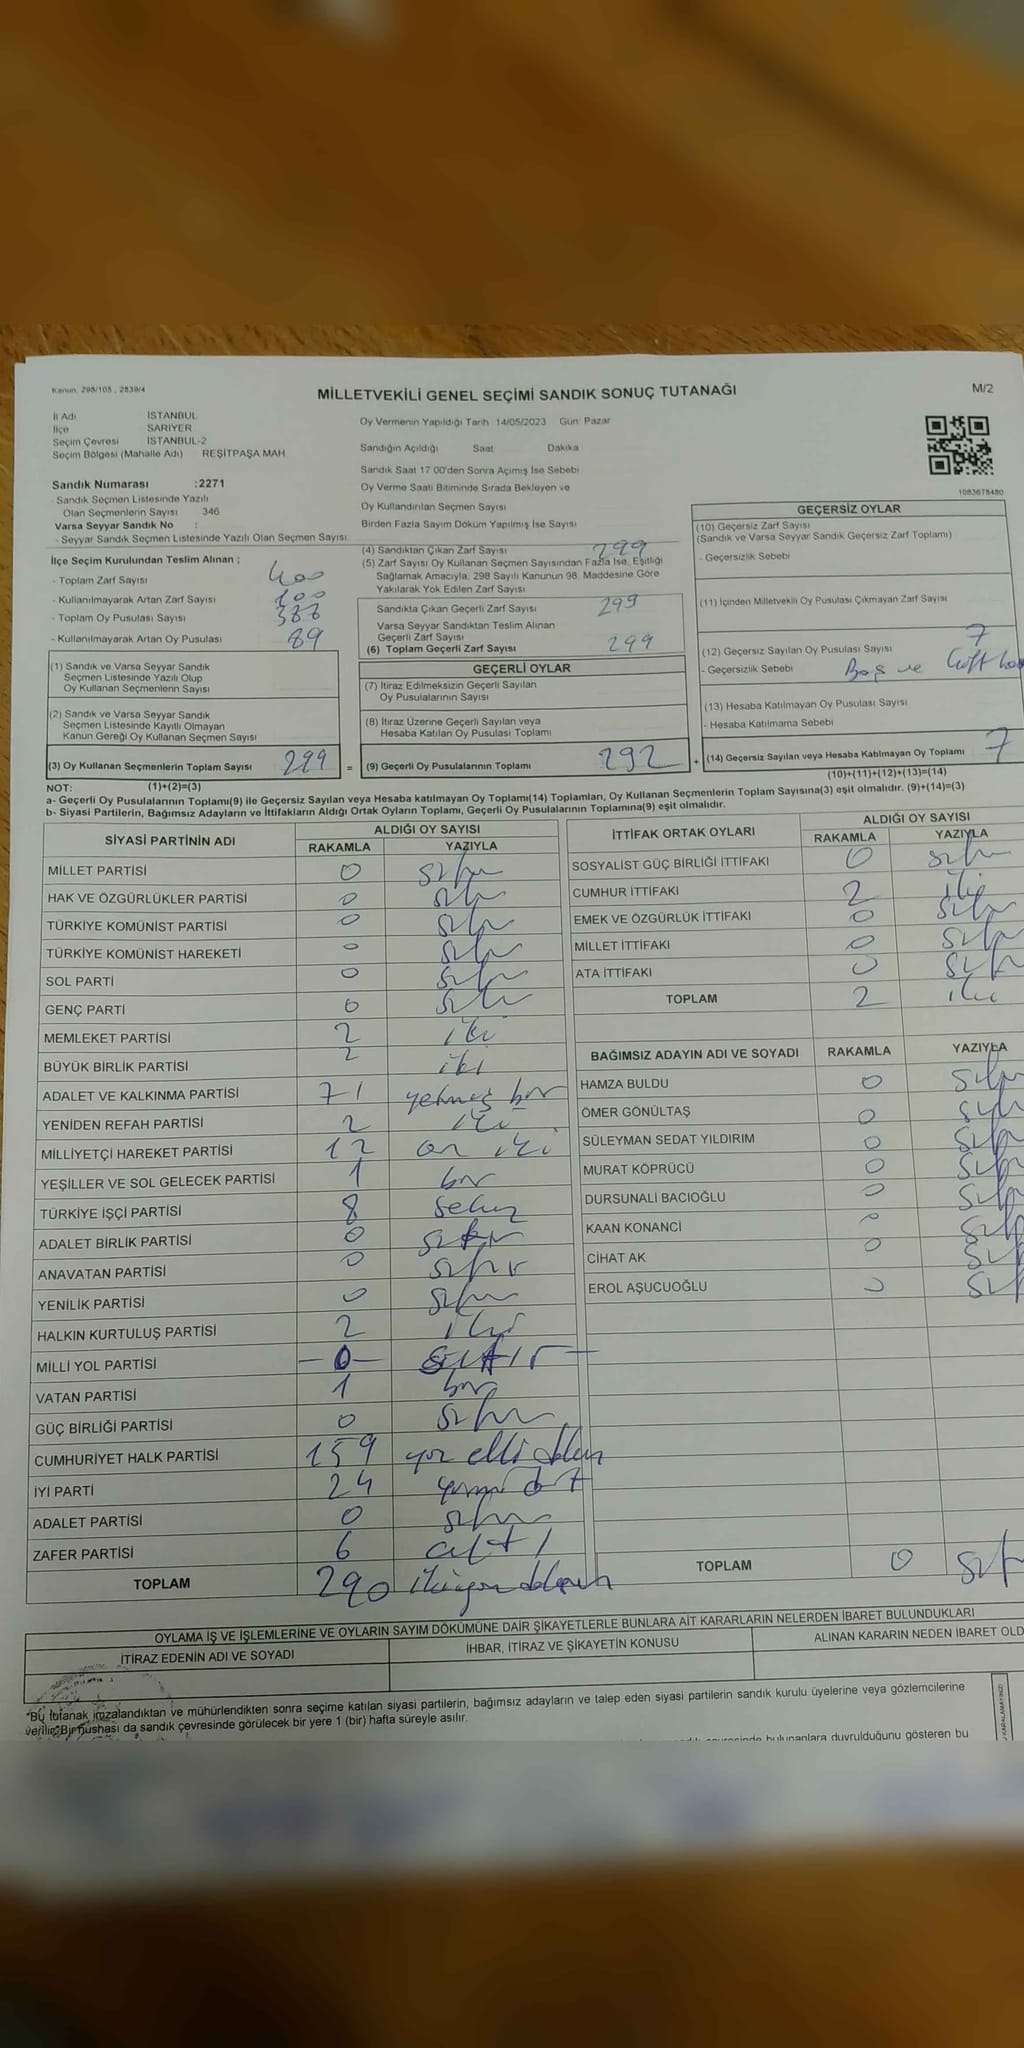 Kanun. 298/105 , 2839/4
MİLLETVEKİLİ GENEL SEÇİMİ SANDIK SONUÇ TUTANAĞI
M/2
İl Adı İSTANBUL
İlçe SARIYER
Seçim Çevresi İSTANBUL-2
Seçim Bölgesi (Mahalle Adı) REŞİTPAŞA MAH.
Oy Vermenin Yapıldığı Tarih 14/05/2023 Gün: Pazar
Sandığın Açıldığı Saat Dakika
Sandık Saat 17:00'den Sonra Açımış İse Sebebi
Oy Verme Saati Bitiminde Sırada Bekleyen ve
Oy Kullandırılan Seçmen Sayısı
Birden Fazla Sayım Döküm Yapılmış İse Sayısı
1083678480
Sandık Numarası :2271
- Sandık Seçmen Listesinde Yazılı
Olan Seçmenlerin Sayısı 346
Varsa Seyyar Sandık No :
- Seyyar Sandık Seçmen Listesinde Yazılı Olan Seçmen Sayısı
İlçe Seçim Kurulundan Teslim Alınan ;
- Toplam Zarf Sayısı 400
- Kullanılmayarak Artan Zarf Sayısı
- Toplam Oy Pusulası Sayısı 388
- Kullanılmayarak Artan Oy Pusulası 89
(1) Sandık ve Varsa Seyyar Sandık
Seçmen Listesinde Yazılı Olup
Oy Kullanan Seçmenlerin Sayısı
(2) Sandık ve Varsa Seyyar Sandık
Seçmen Listesinde Kayıtlı Olmayan
Kanun Gereği Oy Kullanan Seçmen Sayısı
(3) Oy Kullanan Seçmenlerin Toplam Sayısı 299 =
(1)+(2)=(3)
(4) Sandıktan Çıkan Zarf Sayısı 299
(5) Zarf Sayısı Oy Kullanan Seçmen Sayısından Fazla İse, Eşitliği
Sağlamak Amacıyla, 298 Sayılı Kanunun 98. Maddesine Göre
Yakılarak Yok Edilen Zarf Sayısı
Sandıkta Çıkan Geçerli Zarf Sayısı 299
Varsa Seyyar Sandıktan Teslim Alınan
Geçerli Zarf Sayısı
(6) Toplam Geçerli Zarf Sayısı 299
GEÇERLİ OYLAR
(7) İtiraz Edilmeksizin Geçerli Sayılan
Oy Pusulalarının Sayısı
(8) İtiraz Üzerine Geçerli Sayılan veya
Hesaba Katılan Oy Pusulası Toplamı
(9) Geçerli Oy Pusulalarının Toplamı 292 +
GEÇERSİZ OYLAR
(10) Geçersiz Zarf Sayısı
(Sandık ve Varsa Seyyar Sandık Geçersiz Zarf Toplamı)
- Geçersizlik Sebebi
(11) İçinden Milletvekili Oy Pusulası Çıkmayan Zarf Sayısı
(12) Geçersiz Sayılan Oy Pusulası Sayısı 7
- Geçersizlik Sebebi Boş ve
(13) Hesaba Katılmayan Oy Pusulası Sayısı
- Hesaba Katılmama Sebebi
(14) Geçersiz Sayılan veya Hesaba Katılmayan Oy Toplamı 7
(10)+(11)+(12)+(13)=(14)
NOT:
a- Geçerli Oy Pusulalarının Toplamı(9) ile Geçersiz Sayılan veya Hesaba katılmayan Oy Toplamı(14) Toplamları, Oy Kullanan Seçmenlerin Toplam Sayısına(3) eşit olmalıdır. (9)+(14)=(3)
b- Siyasi Partilerin, Bağımsız Adayların ve İttifakların Aldığı Ortak Oyların Toplamı, Geçerli Oy Pusulalarının Toplamına(9) eşit olmalıdır.
SİYASİ PARTİNİN ADI ALDIĞI OY SAYISI
RAKAMLA YAZIYLA
MİLLET PARTİSİ 0 sıfır
HAK VE ÖZGÜRLÜKLER PARTİSİ 0 sıfır
TÜRKİYE KOMÜNİST PARTİSİ 0 sıfır
TÜRKİYE KOMÜNİST HAREKETİ 0 sıfır
SOL PARTİ 0 sıfır
GENÇ PARTİ 0 sıfır
MEMLEKET PARTİSİ 2 iki
BÜYÜK BİRLİK PARTİSİ 2 iki
ADALET VE KALKINMA PARTİSİ 71 yetmiş bir
YENİDEN REFAH PARTİSİ 2 iki
MİLLİYETÇİ HAREKET PARTİSİ 12 on iki
YEŞİLLER VE SOL GELECEK PARTİSİ 1 bir
TÜRKİYE İŞÇİ PARTİSİ 8 sekiz
ADALET BİRLİK PARTİSİ 0 sıfır
ANAVATAN PARTİSİ 0 sıfır
YENİLİK PARTİSİ 0 sıfır
HALKIN KURTULUŞ PARTİSİ 2 iki
MİLLİ YOL PARTİSİ -0- sıfır-
VATAN PARTİSİ 1 bir
GÜÇ BİRLİĞİ PARTİSİ 0 sıfır
CUMHURİYET HALK PARTİSİ 159 yüz elli dokuz
İYİ PARTİ 24 yirmi dört
ADALET PARTİSİ 0 sıfır
ZAFER PARTİSİ 6 altı
TOPLAM 290 ikiyüz doksan
İTTİFAK ORTAK OYLARI ALDIĞI OY SAYISI
RAKAMLA YAZIYLA
SOSYALİST GÜÇ BİRLİĞİ İTTİFAKI 0 sıfır
CUMHUR İTTİFAKI 2 iki
EMEK VE ÖZGÜRLÜK İTTİFAKI 0 sıfır
MİLLET İTTİFAKI 0 sıfır
ATA İTTİFAKI 0 sıfır
TOPLAM 2 iki
BAĞIMSIZ ADAYIN ADI VE SOYADI RAKAMLA YAZIYLA
HAMZA BULDU 0 sıfır
ÖMER GÖNÜLTAŞ 0 sıfır
SÜLEYMAN SEDAT YILDIRIM 0 sıfır
MURAT KÖPRÜCÜ 0 sıfır
DURSUNALİ BACIOĞLU 0 sıfır
KAAN KONANCİ 0 sıfır
CİHAT AK 0 sıfır
EROL AŞUCUOĞLU 0 sıfır
TOPLAM 0 sıfır
OYLAMA İŞ VE İŞLEMLERİNE VE OYLARIN SAYIM DÖKÜMÜNE DAİR ŞİKAYETLERLE BUNLARA AİT KARARLARIN NELERDEN İBARET BULUNDUKLARI
İTİRAZ EDENİN ADI VE SOYADI İHBAR, İTİRAZ VE ŞİKAYETİN KONUSU ALINAN KARARIN NEDEN İBARET OLD
*Bu tutanak imzalandıktan ve mühürlendikten sonra seçime katılan siyasi partilerin, bağımsız adayların ve talep eden siyasi partilerin sandık kurulu üyelerine veya gözlemcilerine
verilir. Bir nüshası da sandık çevresinde görülecek bir yere 1 (bir) hafta süreyle asılır.
bulunanlara duyrulduğunu gösteren bu